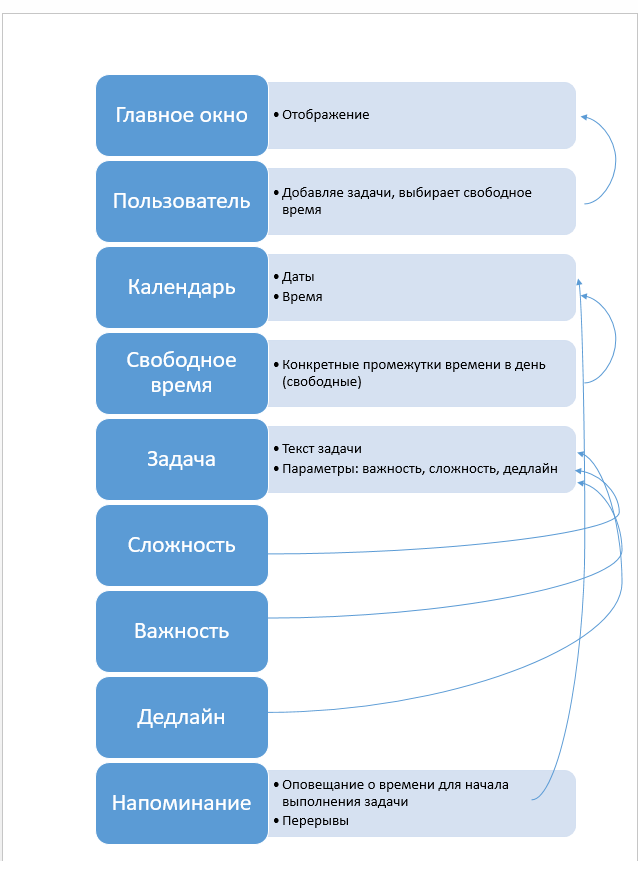 Главное окно
• Отображение
Пользователь
• Добавляе задачи, выбирает свободное
время
Календарь
• Даты
• Время
Свободное
время
• Конкретные промежутки времени в день
(свободные)
Задача
• Текст задачи
• Параметры: важность, сложность, дедлайн
Сложность
Важность
Дедлайн
Напоминание
• Оповещание о времени для начала
выполнения задачи
• Перерывы